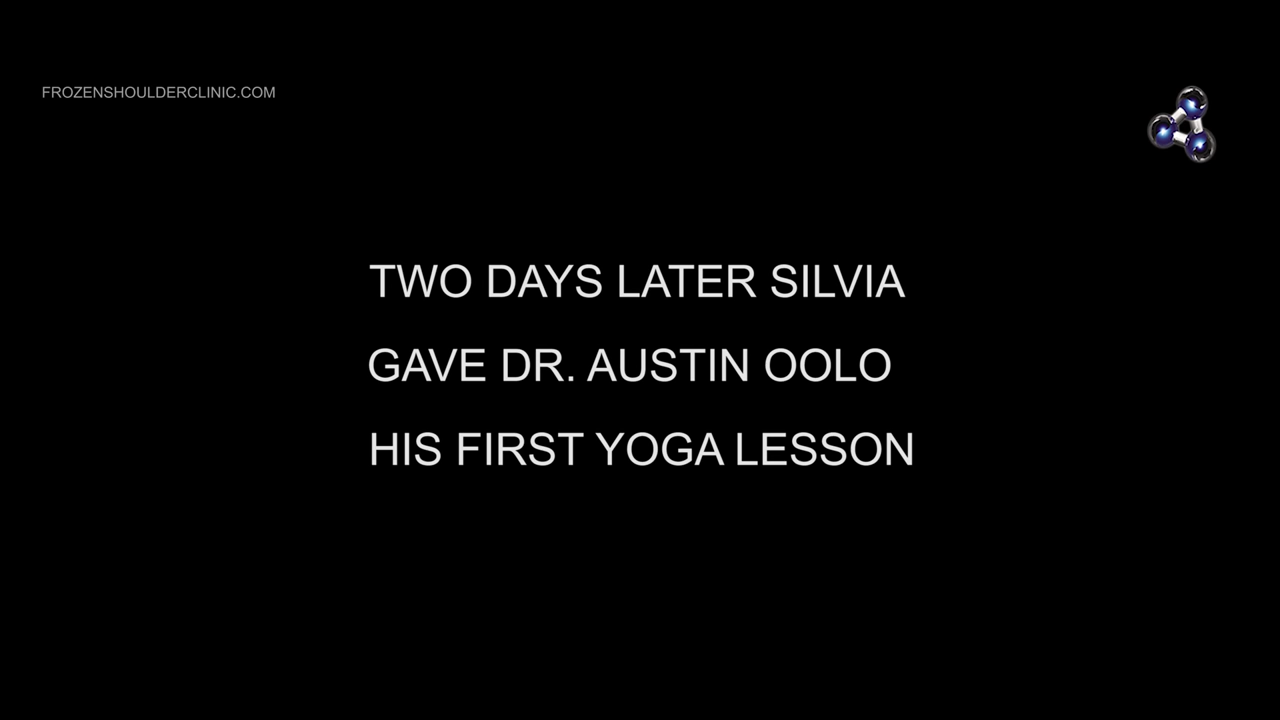 FROZENSHOULDERCLINIC.COM
TWO DAYS LATER SILVIA
GAVE DR. AUSTIN OOLO
HIS FIRST YOGA LESSON